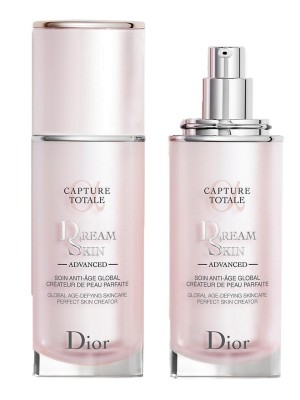 CAPTURE
TOTALE
DREAM
SKIN
ADVANCED
SOIN ANTI-ÂGE GLOBAL
CRÉATEUR DE PEAU PARFAITE
GLOBAL AGE-DEFYING SKINCARE
PERFECT SKIN CREATOR
Dior
CAPTURE
TOTALE
DREAM
SKIN
ADVANCED
SOIN ANTI-ÂGE GLOBAL
CRÉATEUR DE PEAU PARFAITE
GLOBAL AGE-DEFYING SKINCARE
PERFECT SKIN CREATOR
Dior